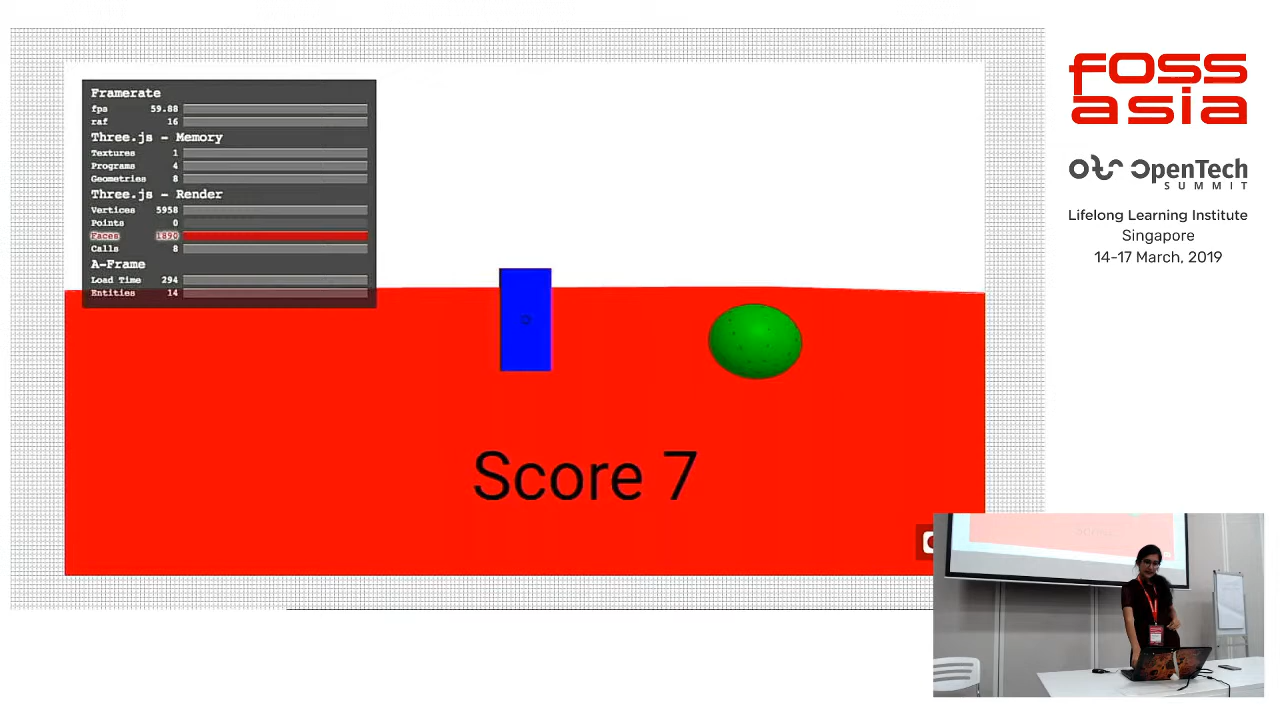 Framerate
fps 59.88
raf 16
Three.js - Memory
Textures 1
Programs 4
Geometries 8
Three.js - Render
Vertices 5958
Points 0
Faces 1890
Calls 8
A-Frame
Load Time 294
Entities 14
Score 7
FOSS
asia
OpenTech
SUMMIT
Lifelong Learning Institute
Singapore
14-17 March, 2019